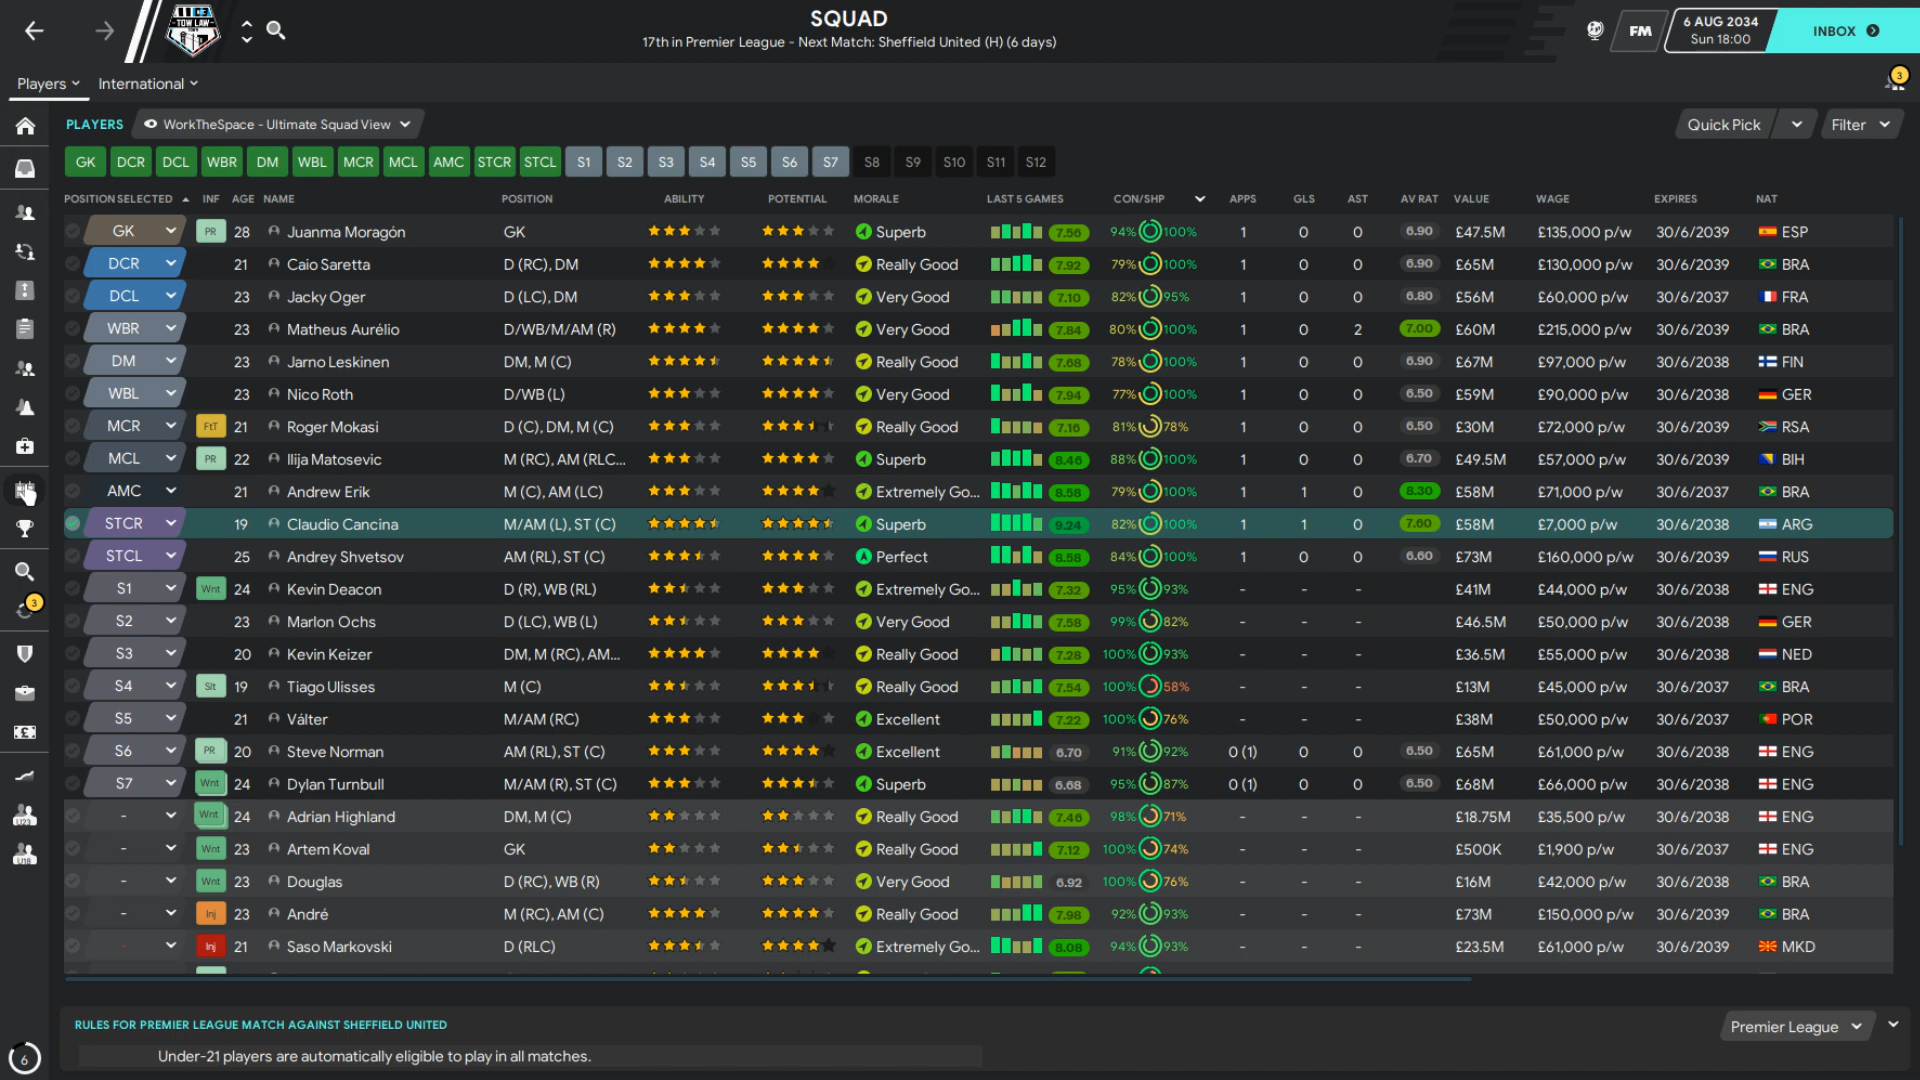 SQUAD
17th in Premier League - Next Match: Sheffield United (H) (6 days)
TOW LAW
FM
6 AUG 2034
Sun 18:00
INBOX
Players International
3
PLAYERS WorkTheSpace - Ultimate Squad View Quick Pick Filter
GK DCR DCL WBR DM WBL MCR MCL AMC STCR STCL S1 S2 S3 S4 S5 S6 S7 S8 S9 S10 S11 S12
POSITION SELECTED INF AGE NAME POSITION ABILITY POTENTIAL MORALE LAST 5 GAMES CON/SHP APPS GLS AST AV RAT VALUE WAGE EXPIRES NAT
GK PR 28 Juanma Moragón GK Superb 7.56 94% 100% 1 0 0 6.90 £47.5M £135,000 p/w 30/6/2039 ESP
DCR 21 Caio Saretta D (RC), DM Really Good 7.92 79% 100% 1 0 0 6.90 £65M £130,000 p/w 30/6/2039 BRA
DCL 23 Jacky Oger D (LC), DM Very Good 7.10 82% 95% 1 0 0 6.80 £56M £60,000 p/w 30/6/2037 FRA
WBR 23 Matheus Aurélio D/WB/M/AM (R) Very Good 7.84 80% 100% 1 0 2 7.00 £60M £215,000 p/w 30/6/2039 BRA
DM 23 Jarno Leskinen DM, M (C) Really Good 7.68 78% 100% 1 0 0 6.90 £67M £97,000 p/w 30/6/2038 FIN
WBL 23 Nico Roth D/WB (L) Very Good 7.94 77% 100% 1 0 0 6.50 £59M £90,000 p/w 30/6/2038 GER
MCR FtT 21 Roger Mokasi D (C), DM, M (C) Really Good 7.16 81% 78% 1 0 0 6.50 £30M £72,000 p/w 30/6/2039 RSA
MCL PR 22 Ilija Matosevic M (RC), AM (RLC... Superb 8.46 88% 100% 1 0 0 6.70 £49.5M £57,000 p/w 30/6/2038 BIH
AMC 21 Andrew Erik M (C), AM (LC) Extremely Go... 8.58 79% 100% 1 1 0 8.30 £58M £71,000 p/w 30/6/2039 BRA
STCR 19 Claudio Cancina M/AM (L), ST (C) Superb 9.24 82% 100% 1 1 0 7.60 £58M £7,000 p/w 30/6/2038 ARG
STCL 25 Andrey Shvetsov AM (RL), ST (C) Perfect 8.58 84% 100% 1 0 0 6.60 £73M £160,000 p/w 30/6/2039 RUS
S1 Wnt 24 Kevin Deacon D (R), WB (RL) Extremely Go... 7.32 95% 93% - - - £41M £44,000 p/w 30/6/2038 ENG
S2 23 Marlon Ochs D (LC), WB (L) Very Good 7.58 99% 82% - - - £46.5M £50,000 p/w 30/6/2038 GER
S3 20 Kevin Keizer DM, M (RC), AM... Really Good 7.28 100% 93% - - - £36.5M £55,000 p/w 30/6/2038 NED
S4 Slt 19 Tiago Ulisses M (C) Really Good 7.54 100% 58% - - - £13M £45,000 p/w 30/6/2037 BRA
S5 21 Válter M/AM (RC) Excellent 7.22 100% 76% - - - £38M £50,000 p/w 30/6/2037 POR
S6 PR 20 Steve Norman AM (RL), ST (C) Excellent 6.70 91% 92% 0 (1) 0 0 6.50 £65M £61,000 p/w 30/6/2039 ENG
S7 Wnt 24 Dylan Turnbull M/AM (R), ST (C) Superb 6.68 95% 87% 0 (1) 0 0 6.50 £68M £66,000 p/w 30/6/2038 ENG
- Wnt 24 Adrian Highland DM, M (C) Really Good 7.46 98% 71% - - - £18.75M £35,500 p/w 30/6/2038 ENG
- Wnt 23 Artem Koval GK Really Good 7.12 100% 74% - - - £500K £1,900 p/w 30/6/2037 ENG
- Wnt 23 Douglas D (RC), WB (R) Very Good 6.92 100% 76% - - - £16M £42,000 p/w 30/6/2038 BRA
- Inj 23 André M (RC), AM (C) Really Good 7.98 92% 93% - - - £73M £150,000 p/w 30/6/2039 BRA
- Inj 21 Saso Markovski D (RLC) Extremely Go... 8.08 94% 93% - - - £23.5M £61,000 p/w 30/6/2039 MKD
3
U23
U18
RULES FOR PREMIER LEAGUE MATCH AGAINST SHEFFIELD UNITED Premier League
Under-21 players are automatically eligible to play in all matches.
6